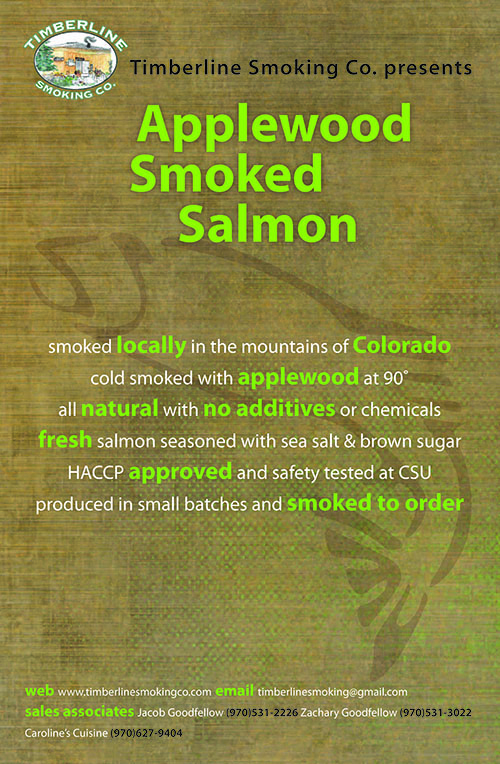 TIMBERLINE
SMOKING CO.
Timberline Smoking Co. presents
Applewood
Smoked
Salmon
smoked locally in the mountains of Colorado
cold smoked with applewood at 90°
all natural with no additives or chemicals
fresh salmon seasoned with sea salt & brown sugar
HACCP approved and safety tested at CSU
produced in small batches and smoked to order
web www.timberlinesmokingco.com email timberlinesmoking@gmail.com
sales associates Jacob Goodfellow (970)531-2226 Zachary Goodfellow (970)531-3022
Caroline's Cuisine (970)627-9404